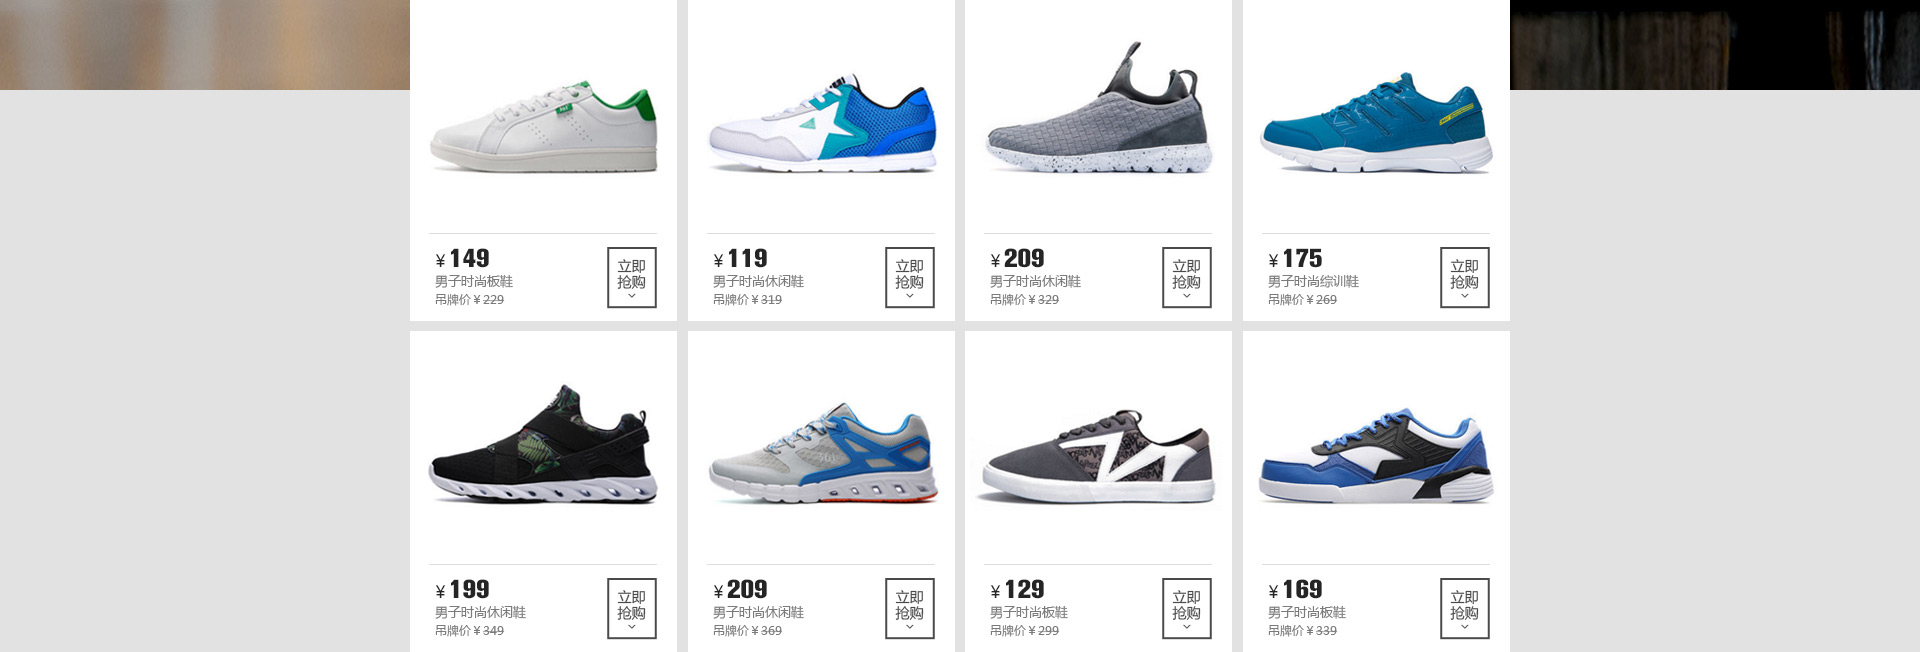 ¥149
男子时尚板鞋
吊牌价¥229
立即
抢购
¥119
男子时尚休闲鞋
吊牌价¥319
立即
抢购
¥209
男子时尚休闲鞋
吊牌价¥329
立即
抢购
¥175
男子时尚综训鞋
吊牌价¥269
立即
抢购
¥199
男子时尚休闲鞋
吊牌价¥349
立即
抢购
¥209
男子时尚休闲鞋
吊牌价¥369
立即
抢购
¥129
男子时尚板鞋
吊牌价¥299
立即
抢购
¥169
男子时尚板鞋
吊牌价¥339
立即
抢购